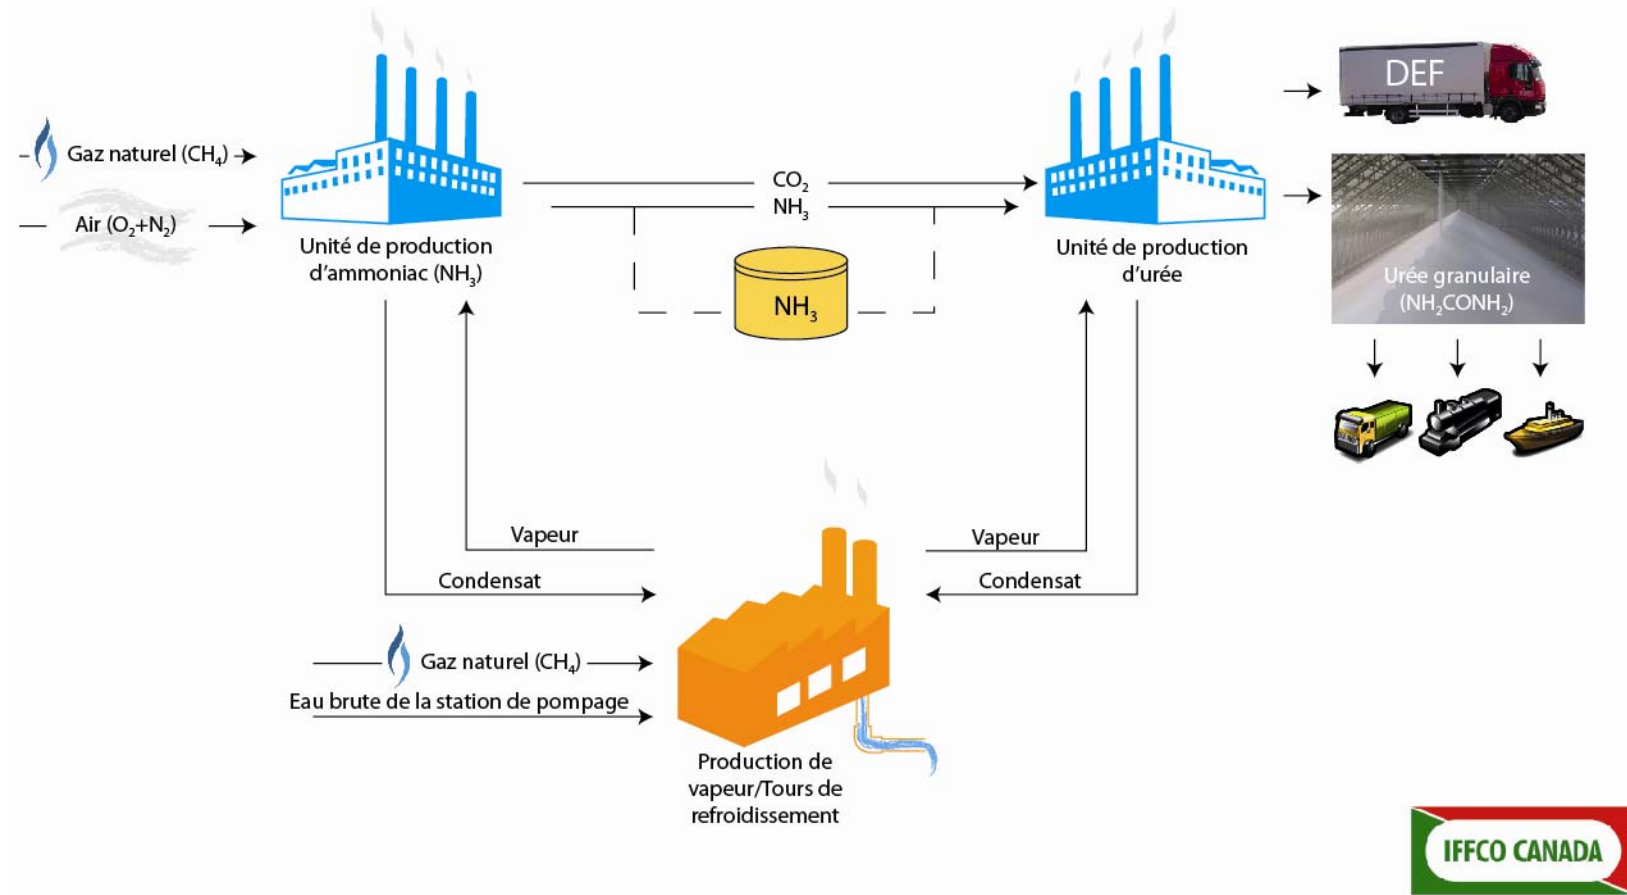 DEF
Gaz naturel (CH₄)
CO₂
NH₃
Air (O₂+N₂)
Unité de production
d'ammoniac (NH₃)
Unité de production
d'urée
Urée granulaire
(NH₂CONH₂)
NH₃
Vapeur
Vapeur
Condensat
Condensat
Gaz naturel (CH₄)
Eau brute de la station de pompage
Production de
vapeur/Tours de
refroidissement
IFFCO CANADA